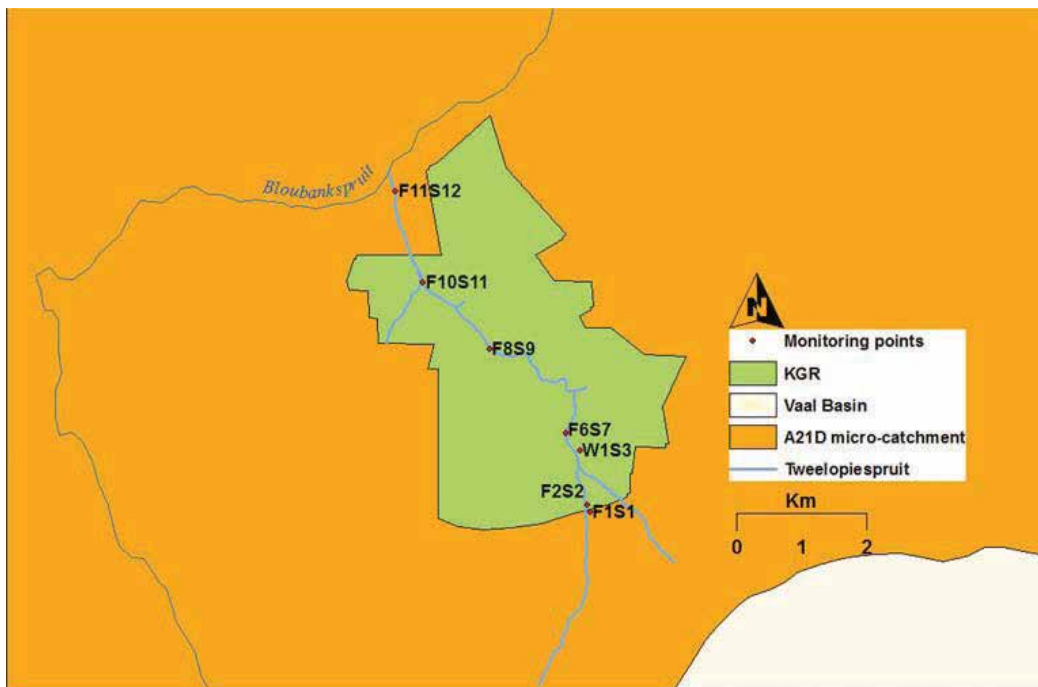 Bloubankspruit
F11S12
F10S11
F8S9
F6S7
W1S3
F2S2
F1S1
N
Monitoring points
KGR
Vaal Basin
A21D micro-catchment
Tweelopiespruit
Km
0 1 2